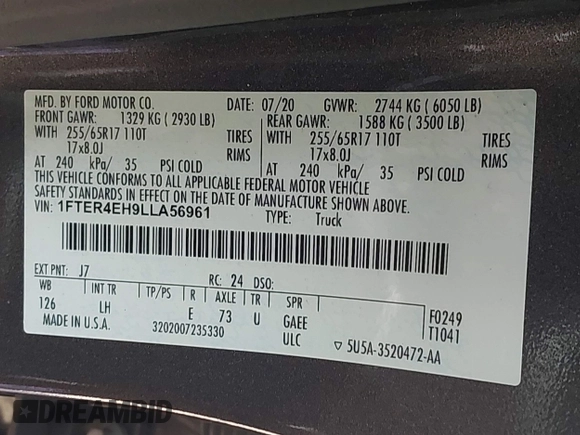 MFD. BY FORD MOTOR CO.
DATE: 07/20 GVWR: 2744 KG ( 6050 LB)
FRONT GAWR: 1329 KG ( 2930 LB)
REAR GAWR: 1588 KG ( 3500 LB)
WITH 255/65R17 110T TIRES
WITH 255/65R17 110T TIRES
17x8.0J RIMS
17x8.0J RIMS
AT 240 kPa/ 35 PSI COLD
AT 240 kPa/ 35 PSI COLD
THIS VEHICLE CONFORMS TO ALL APPLICABLE FEDERAL MOTOR VEHICLE
SAFETY STANDARDS IN EFFECT ON THE DATE OF MANUFACTURE SHOWN ABOVE.
VIN: 1FTER4EH9LLA56961
TYPE: Truck
EXT PNT: J7 RC: 24 DSO:
WB INT TR TP/PS R AXLE TR SPR
126 LH E 73 U GAEE
ULC
F0249
T1041
MADE IN U.S.A. 3202007235330
▽ 5U5A-3520472-AA
DREAMBID